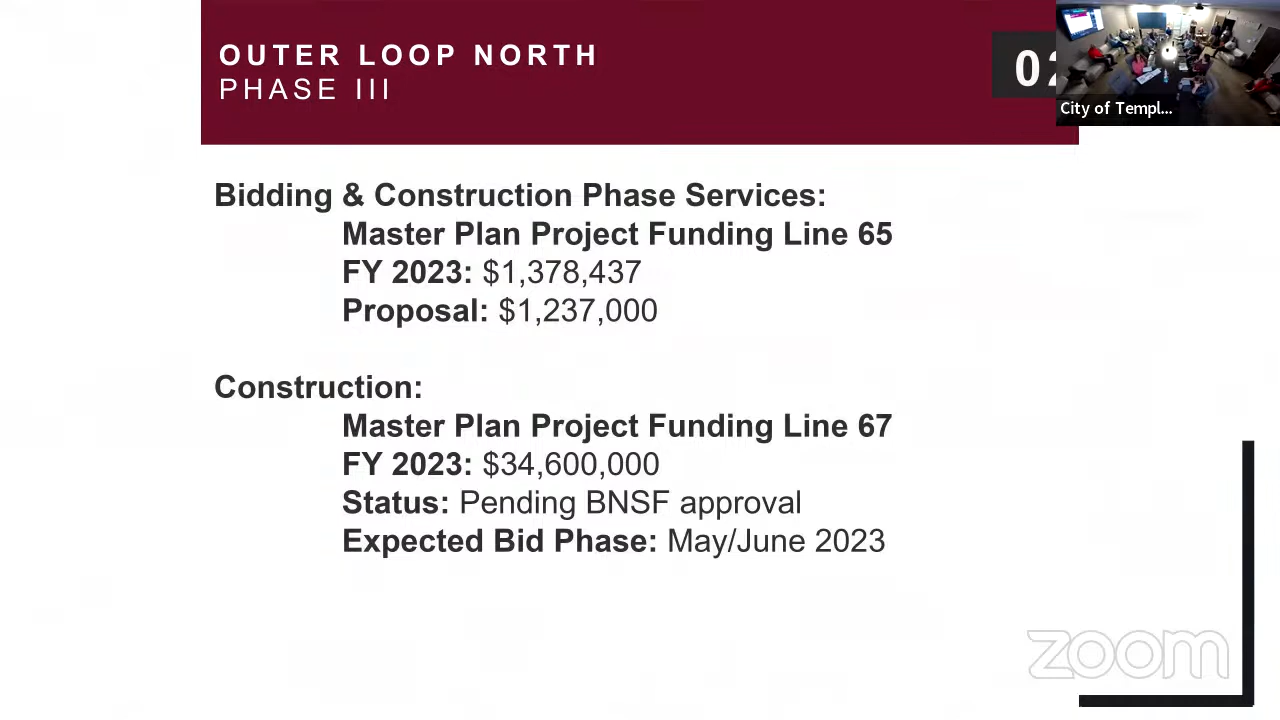 OUTER LOOP NORTH
PHASE III
02
City of Templ...
Bidding & Construction Phase Services:
Master Plan Project Funding Line 65
FY 2023: $1,378,437
Proposal: $1,237,000
Construction:
Master Plan Project Funding Line 67
FY 2023: $34,600,000
Status: Pending BNSF approval
Expected Bid Phase: May/June 2023
zoom